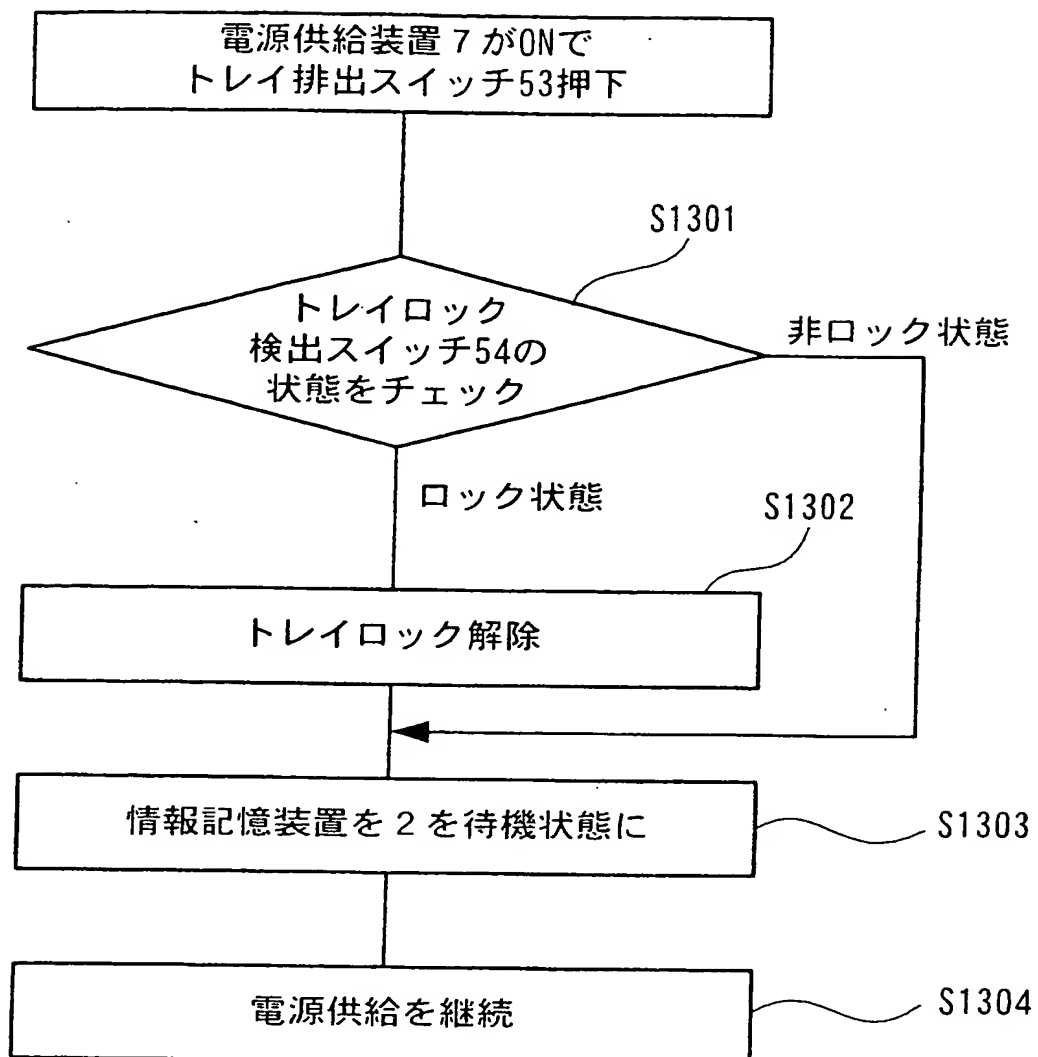 電源供給装置7がONで
トレイ排出スイッチ53押下
S1301
トレイロック
検出スイッチ54の
状態をチェック
非ロック状態
ロック状態
S1302
トレイロック解除
情報記憶装置を2を待機状態に
S1303
電源供給を継続
S1304